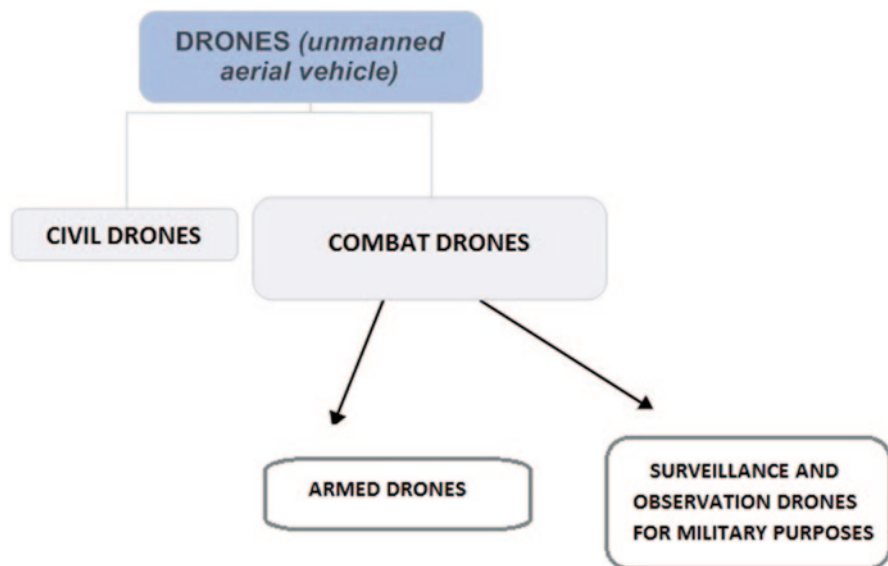 DRONES (unmanned
aerial vehicle)
CIVIL DRONES
COMBAT DRONES
ARMED DRONES
SURVEILLANCE AND
OBSERVATION DRONES
FOR MILITARY PURPOSES